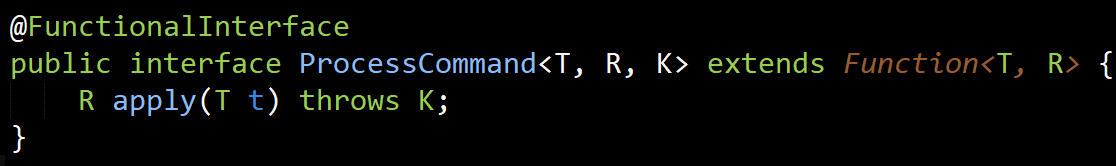 @FunctionalInterface
public interface ProcessCommand<T, R, K> extends Function<T, R> {
    R apply(T t) throws K;
}